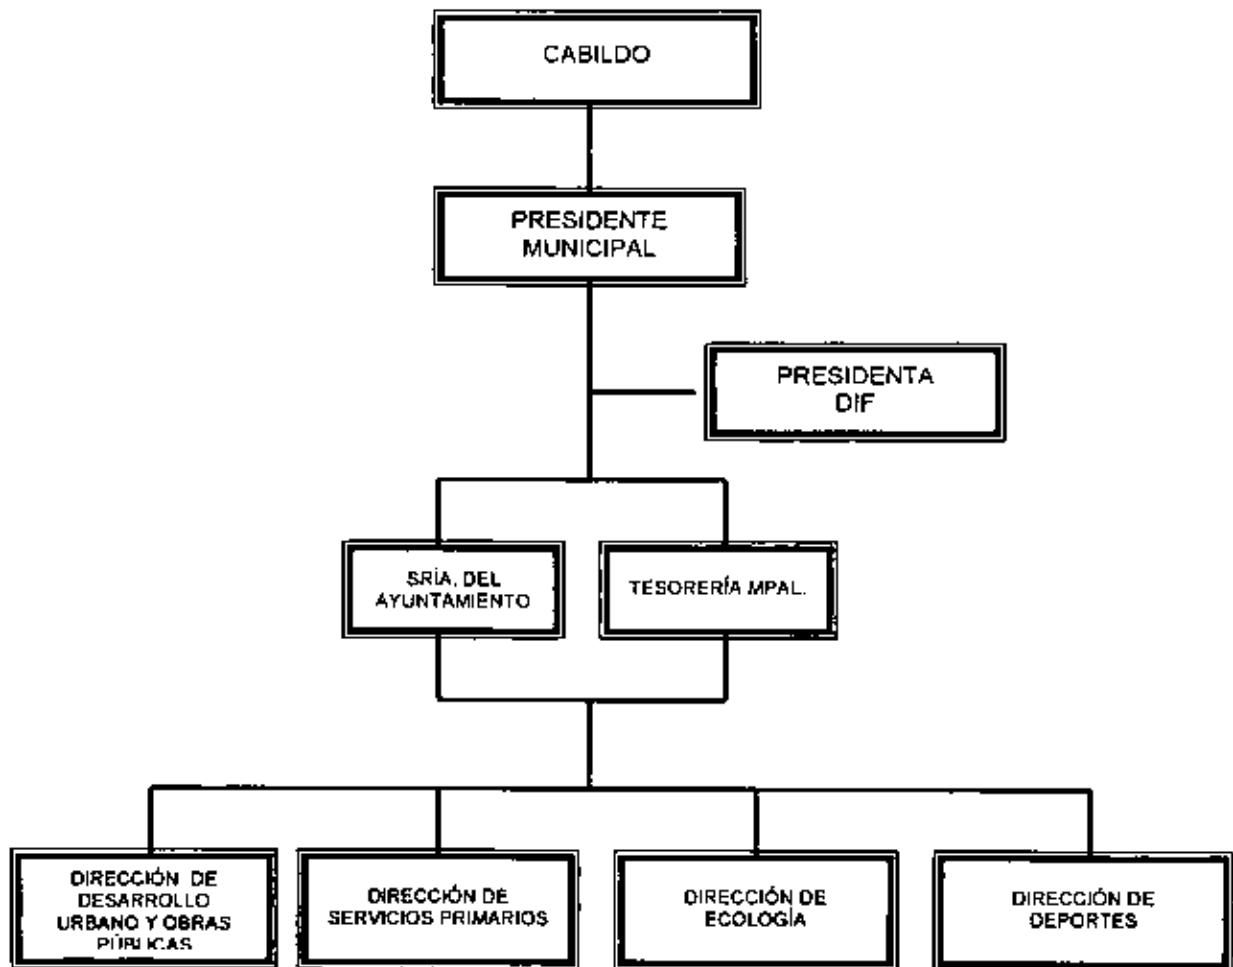 CABILDO
PRESIDENTE
MUNICIPAL
PRESIDENTA
DIF
SRÍA. DEL
AYUNTAMIENTO
TESORERÍA MPAL.
DIRECCIÓN DE
DESARROLLO
URBANO Y OBRAS
PÚBLICAS
DIRECCIÓN DE
SERVICIOS PRIMARIOS
DIRECCIÓN DE
ECOLOGÍA
DIRECCIÓN DE
DEPORTES